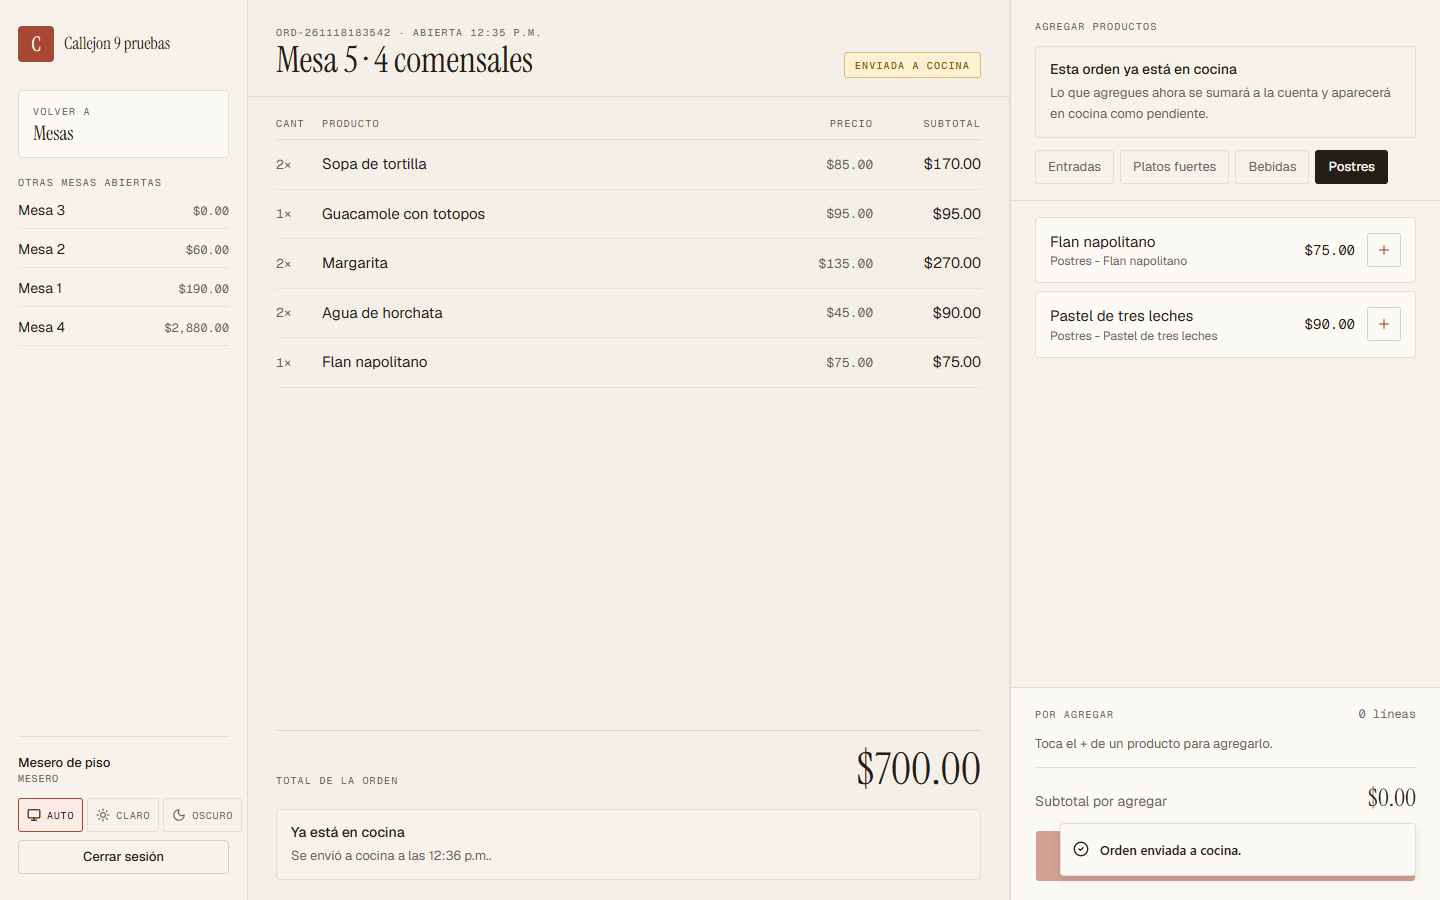 C
Callejon 9 pruebas
VOLVER A
Mesas
OTRAS MESAS ABIERTAS
Mesa 3 $0.00
Mesa 2 $60.00
Mesa 1 $190.00
Mesa 4 $2,880.00
Mesero de piso
MESERO
AUTO CLARO OSCURO
Cerrar sesión
ORD-261118183542 · ABIERTA 12:35 P.M.
Mesa 5 · 4 comensales
ENVIADA A COCINA
CANT PRODUCTO PRECIO SUBTOTAL
2× Sopa de tortilla $85.00 $170.00
1× Guacamole con totopos $95.00 $95.00
2× Margarita $135.00 $270.00
2× Agua de horchata $45.00 $90.00
1× Flan napolitano $75.00 $75.00
TOTAL DE LA ORDEN $700.00
Ya está en cocina
Se envió a cocina a las 12:36 p.m..
AGREGAR PRODUCTOS
Esta orden ya está en cocina
Lo que agregues ahora se sumará a la cuenta y aparecerá
en cocina como pendiente.
Entradas Platos fuertes Bebidas Postres
Flan napolitano
Postres - Flan napolitano
$75.00 +
Pastel de tres leches
Postres - Pastel de tres leches
$90.00 +
POR AGREGAR 0 líneas
Toca el + de un producto para agregarlo.
Subtotal por agregar $0.00
Orden enviada a cocina.